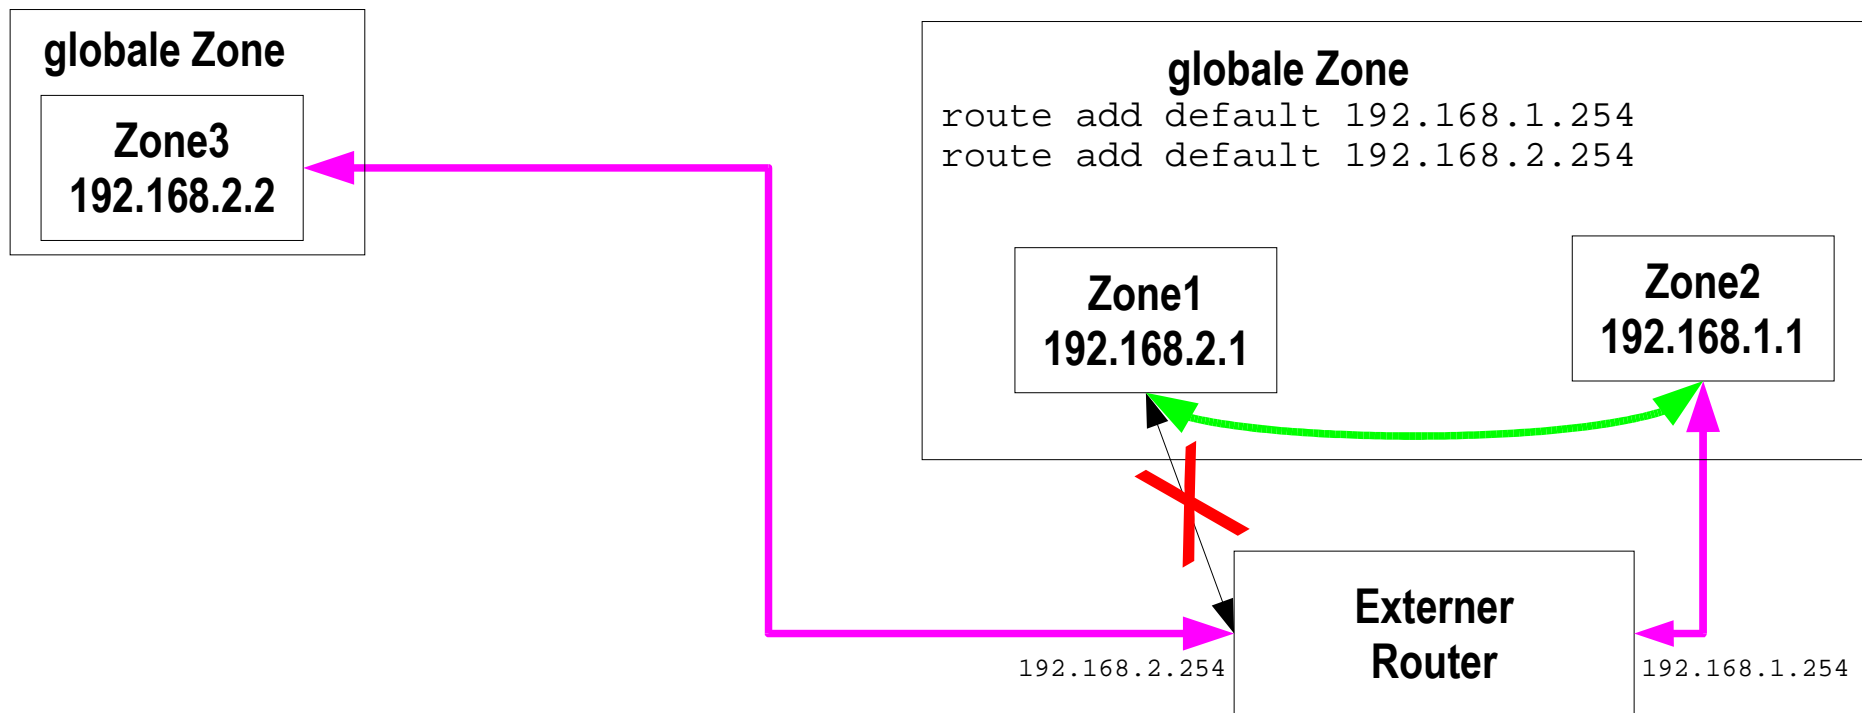 globale Zone
Zone3
192.168.2.2
globale Zone
route add default 192.168.1.254
route add default 192.168.2.254
Zone1
192.168.2.1
Zone2
192.168.1.1
Externer
Router
192.168.2.254
192.168.1.254